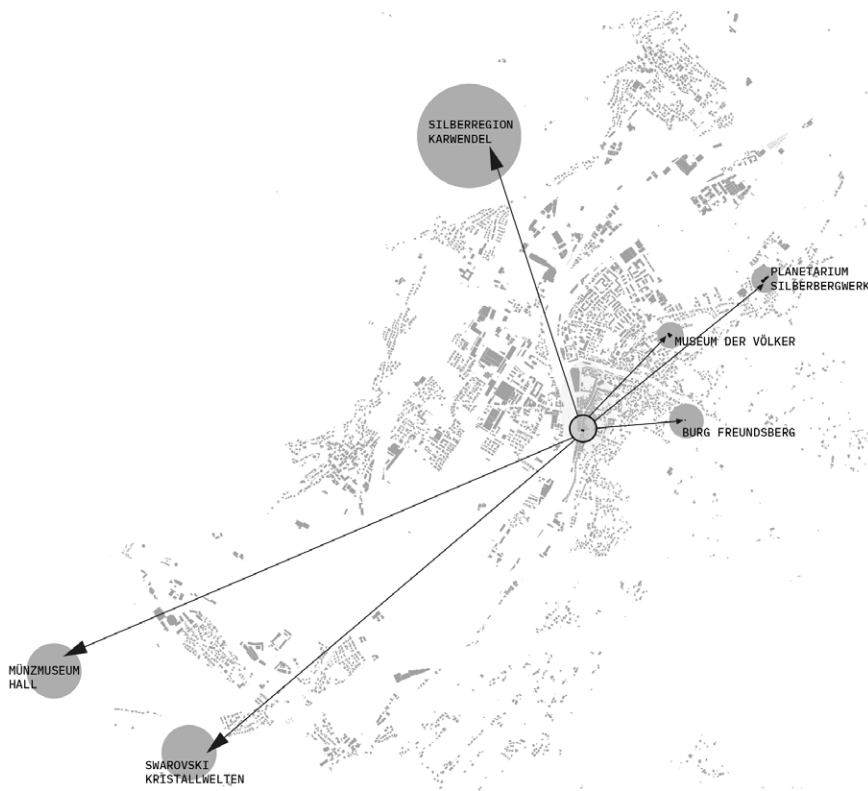 SILBERREGION
KARWENDEL
PLANETARIUM
SILBERBERGWERK
MUSEUM DER VÖLKER
BURG FREUNDSBERG
MÜNZMUSEUM
HALL
SWAROVSKI
KRISTALLWELTEN